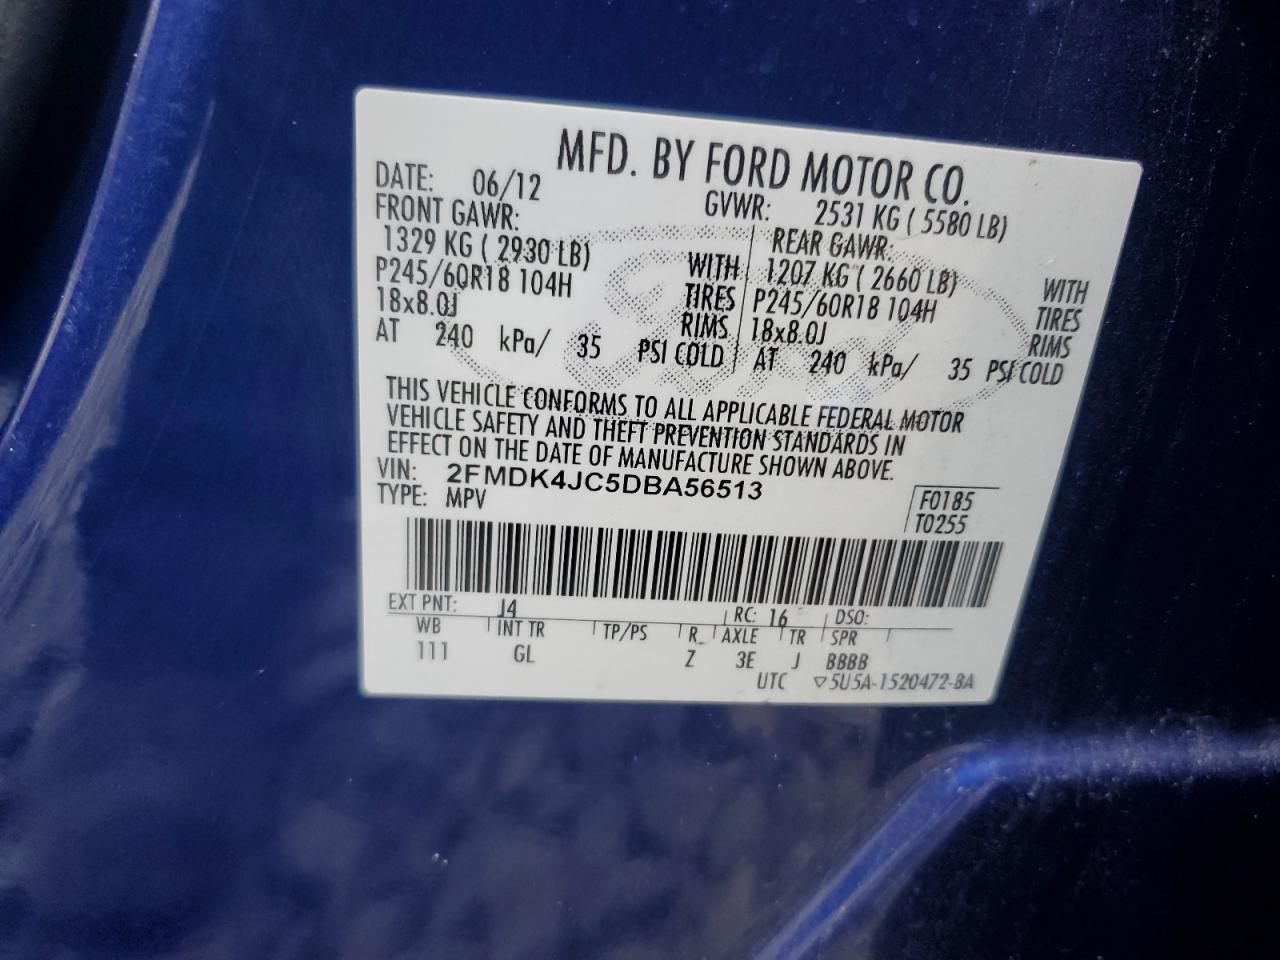 MFD. BY FORD MOTOR CO.
DATE: 06/12 GVWR: 2531 KG ( 5580 LB)
FRONT GAWR: REAR GAWR:
1329 KG ( 2930 LB) WITH 1207 KG ( 2660 LB) WITH
P245/60R18 104H TIRES P245/60R18 104H TIRES
18x8.0J RIMS 18x8.0J RIMS
AT 240 kPa/ 35 PSI COLD AT 240 kPa/ 35 PSI COLD
THIS VEHICLE CONFORMS TO ALL APPLICABLE FEDERAL MOTOR
VEHICLE SAFETY AND THEFT PREVENTION STANDARDS IN
EFFECT ON THE DATE OF MANUFACTURE SHOWN ABOVE.
VIN: 2FMDK4JC5DBA56513
TYPE: MPV F0185
T0255
EXT PNT: J4 RC: 16 DSO:
WB INT TR TP/PS R AXLE TR SPR
111 GL Z 3E J BBBB
UTC ▽5U5A-1520472-BA